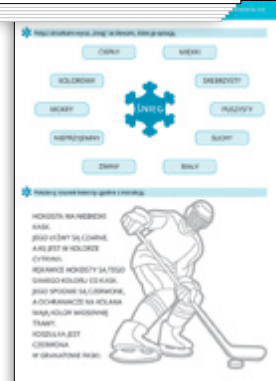 Połącz śnieżkami wyraz „śnieg" ze słowami, które go opisują.
CIEPŁY
MIĘKKI
KOLOROWY
SREBRZYSTY
ŚNIEG
MOKRY
PUSZYSTY
NIEPRZYJEMNY
SUCHY
ZIMNY
BIAŁY
Pokoloruj rysunek hokeisty zgodnie z instrukcją.
HOKEISTA MA NIEBIESKI
KASK.
JEGO ŁYŻWY SĄ CZARNE,
A KIJ JEST W KOLORZE
CYTRYNY.
RĘKAWICE HOKEISTY SĄ TEGO
SAMEGO KOLORU CO KASK.
JEGO SPODNIE SĄ CZERWONE,
A OCHRANIACZE NA KOLANA
MAJĄ KOLOR WIOSENNEJ
TRAWY.
KOSZULKA JEST
CZERWONA
W GRANATOWE PASKI.